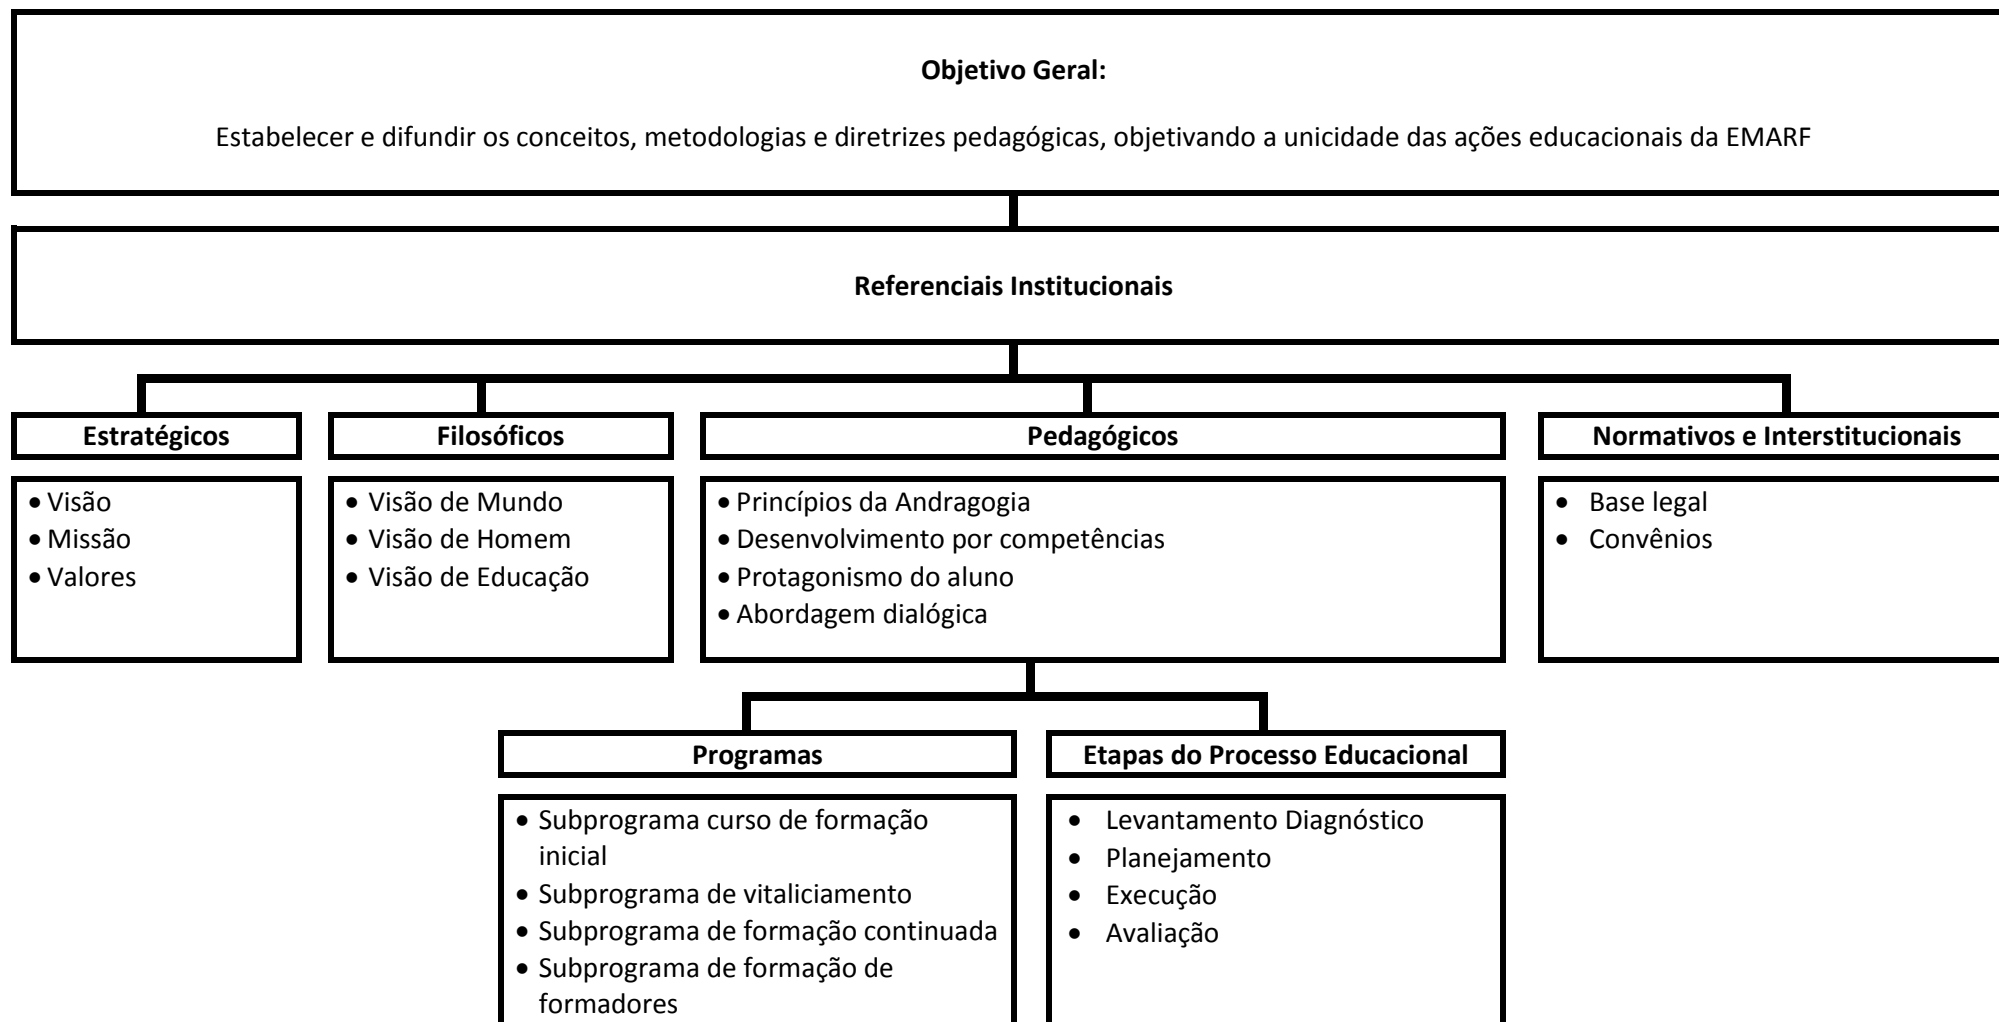 Objetivo Geral:
Estabelecer e difundir os conceitos, metodologias e diretrizes pedagógicas, objetivando a unicidade das ações educacionais da EMARF
Referenciais Institucionais
Estratégicos
• Visão
• Missão
• Valores
Filosóficos
• Visão de Mundo
• Visão de Homem
• Visão de Educação
Pedagógicos
• Princípios da Andragogia
• Desenvolvimento por competências
• Protagonismo do aluno
• Abordagem dialógica
Normativos e Interstitucionais
• Base legal
• Convênios
Programas
• Subprograma curso de formação
inicial
• Subprograma de vitaliciamento
• Subprograma de formação continuada
• Subprograma de formação de
formadores
Etapas do Processo Educacional
• Levantamento Diagnóstico
• Planejamento
• Execução
• Avaliação